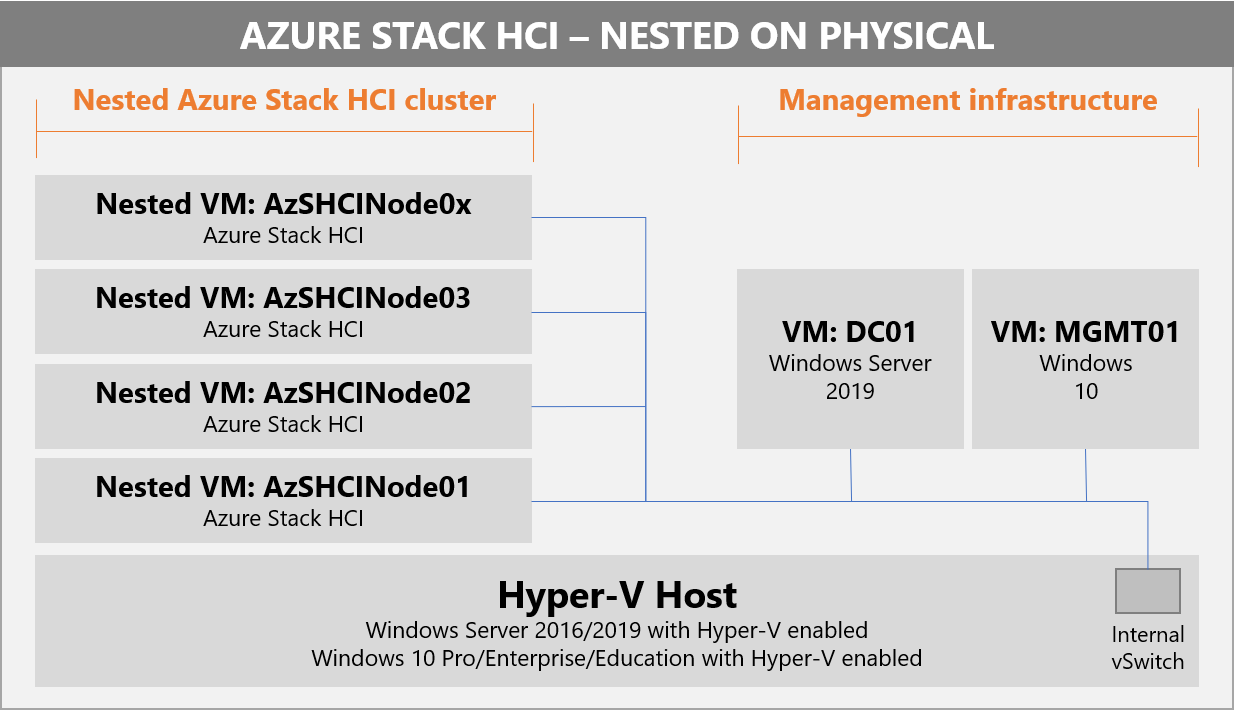 AZURE STACK HCI – NESTED ON PHYSICAL
Nested Azure Stack HCI cluster
Management infrastructure
Nested VM: AzSHCINode0x
Azure Stack HCI
Nested VM: AzSHCINode03
Azure Stack HCI
Nested VM: AzSHCINode02
Azure Stack HCI
Nested VM: AzSHCINode01
Azure Stack HCI
VM: DC01
Windows Server
2019
VM: MGMT01
Windows
10
Hyper-V Host
Windows Server 2016/2019 with Hyper-V enabled
Windows 10 Pro/Enterprise/Education with Hyper-V enabled
Internal
vSwitch